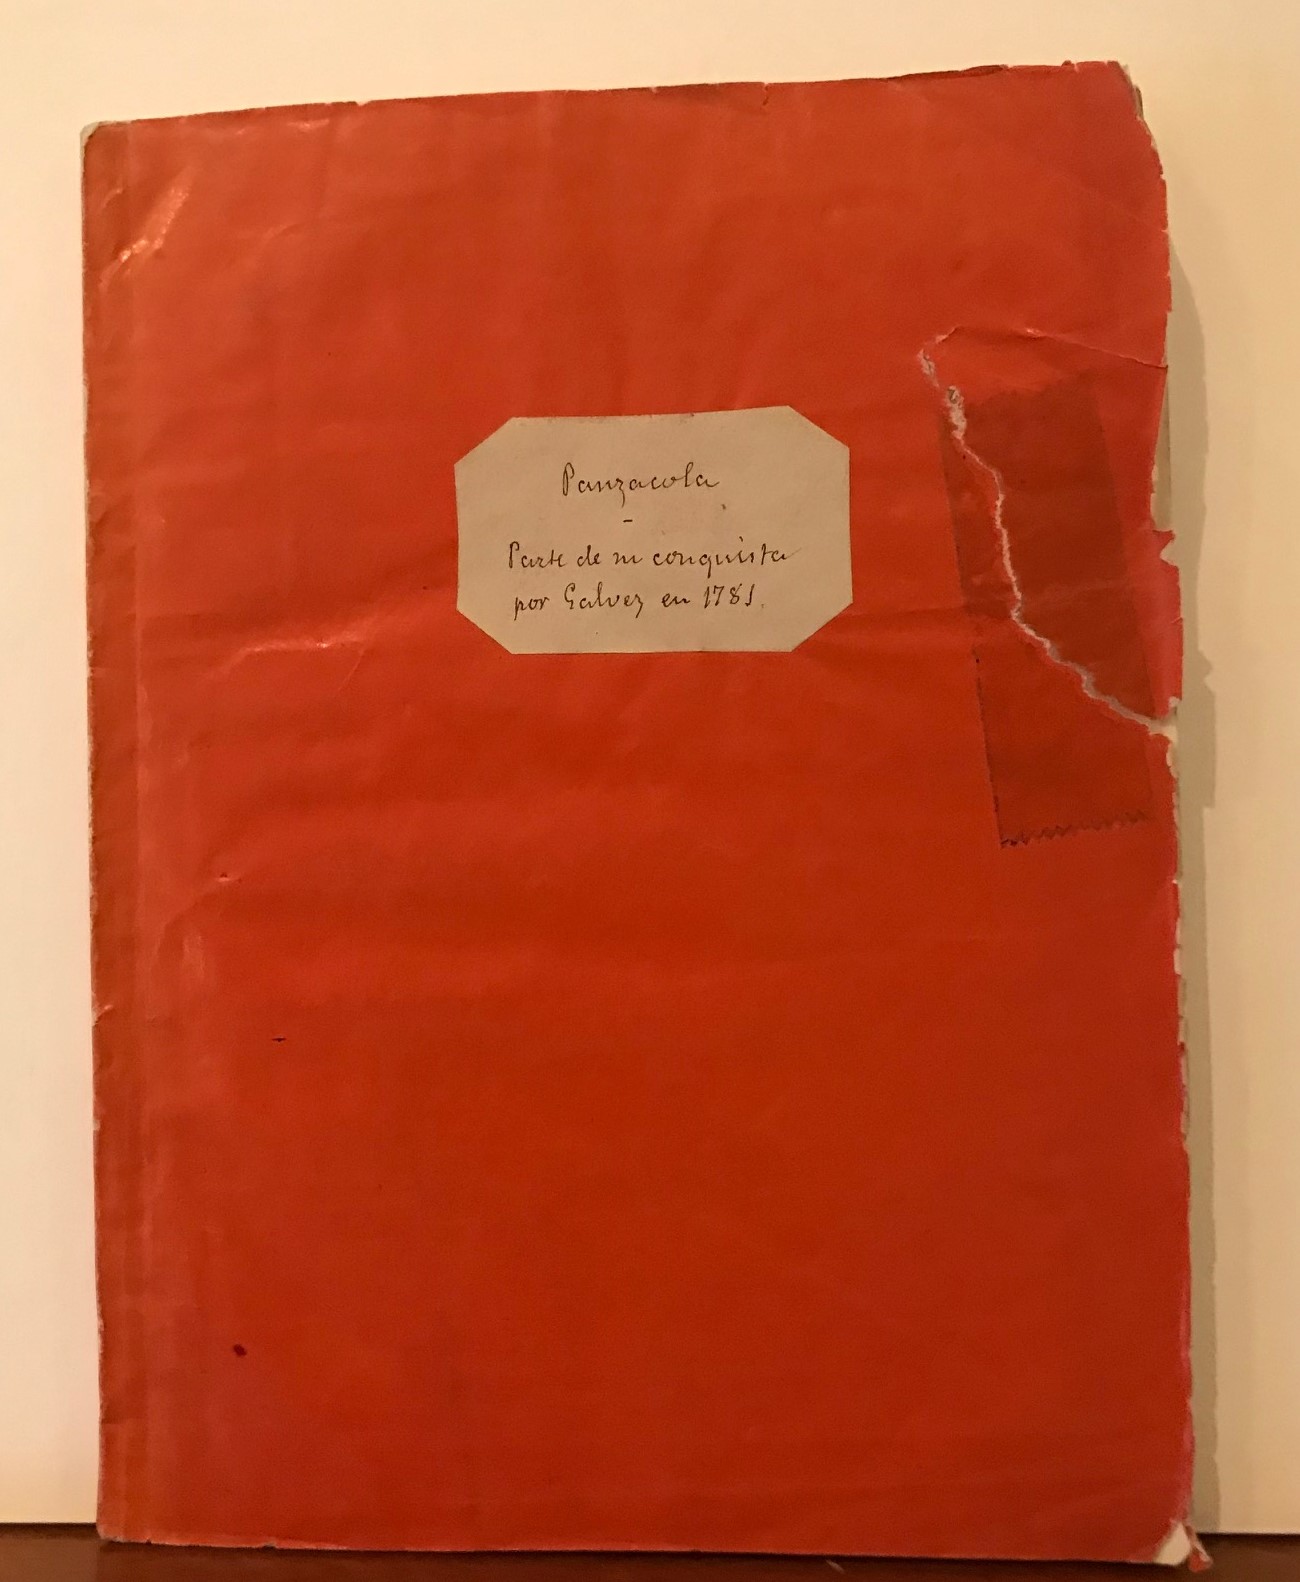 Panzacola
-
Parte de su conquista
por Galvez en 1781.